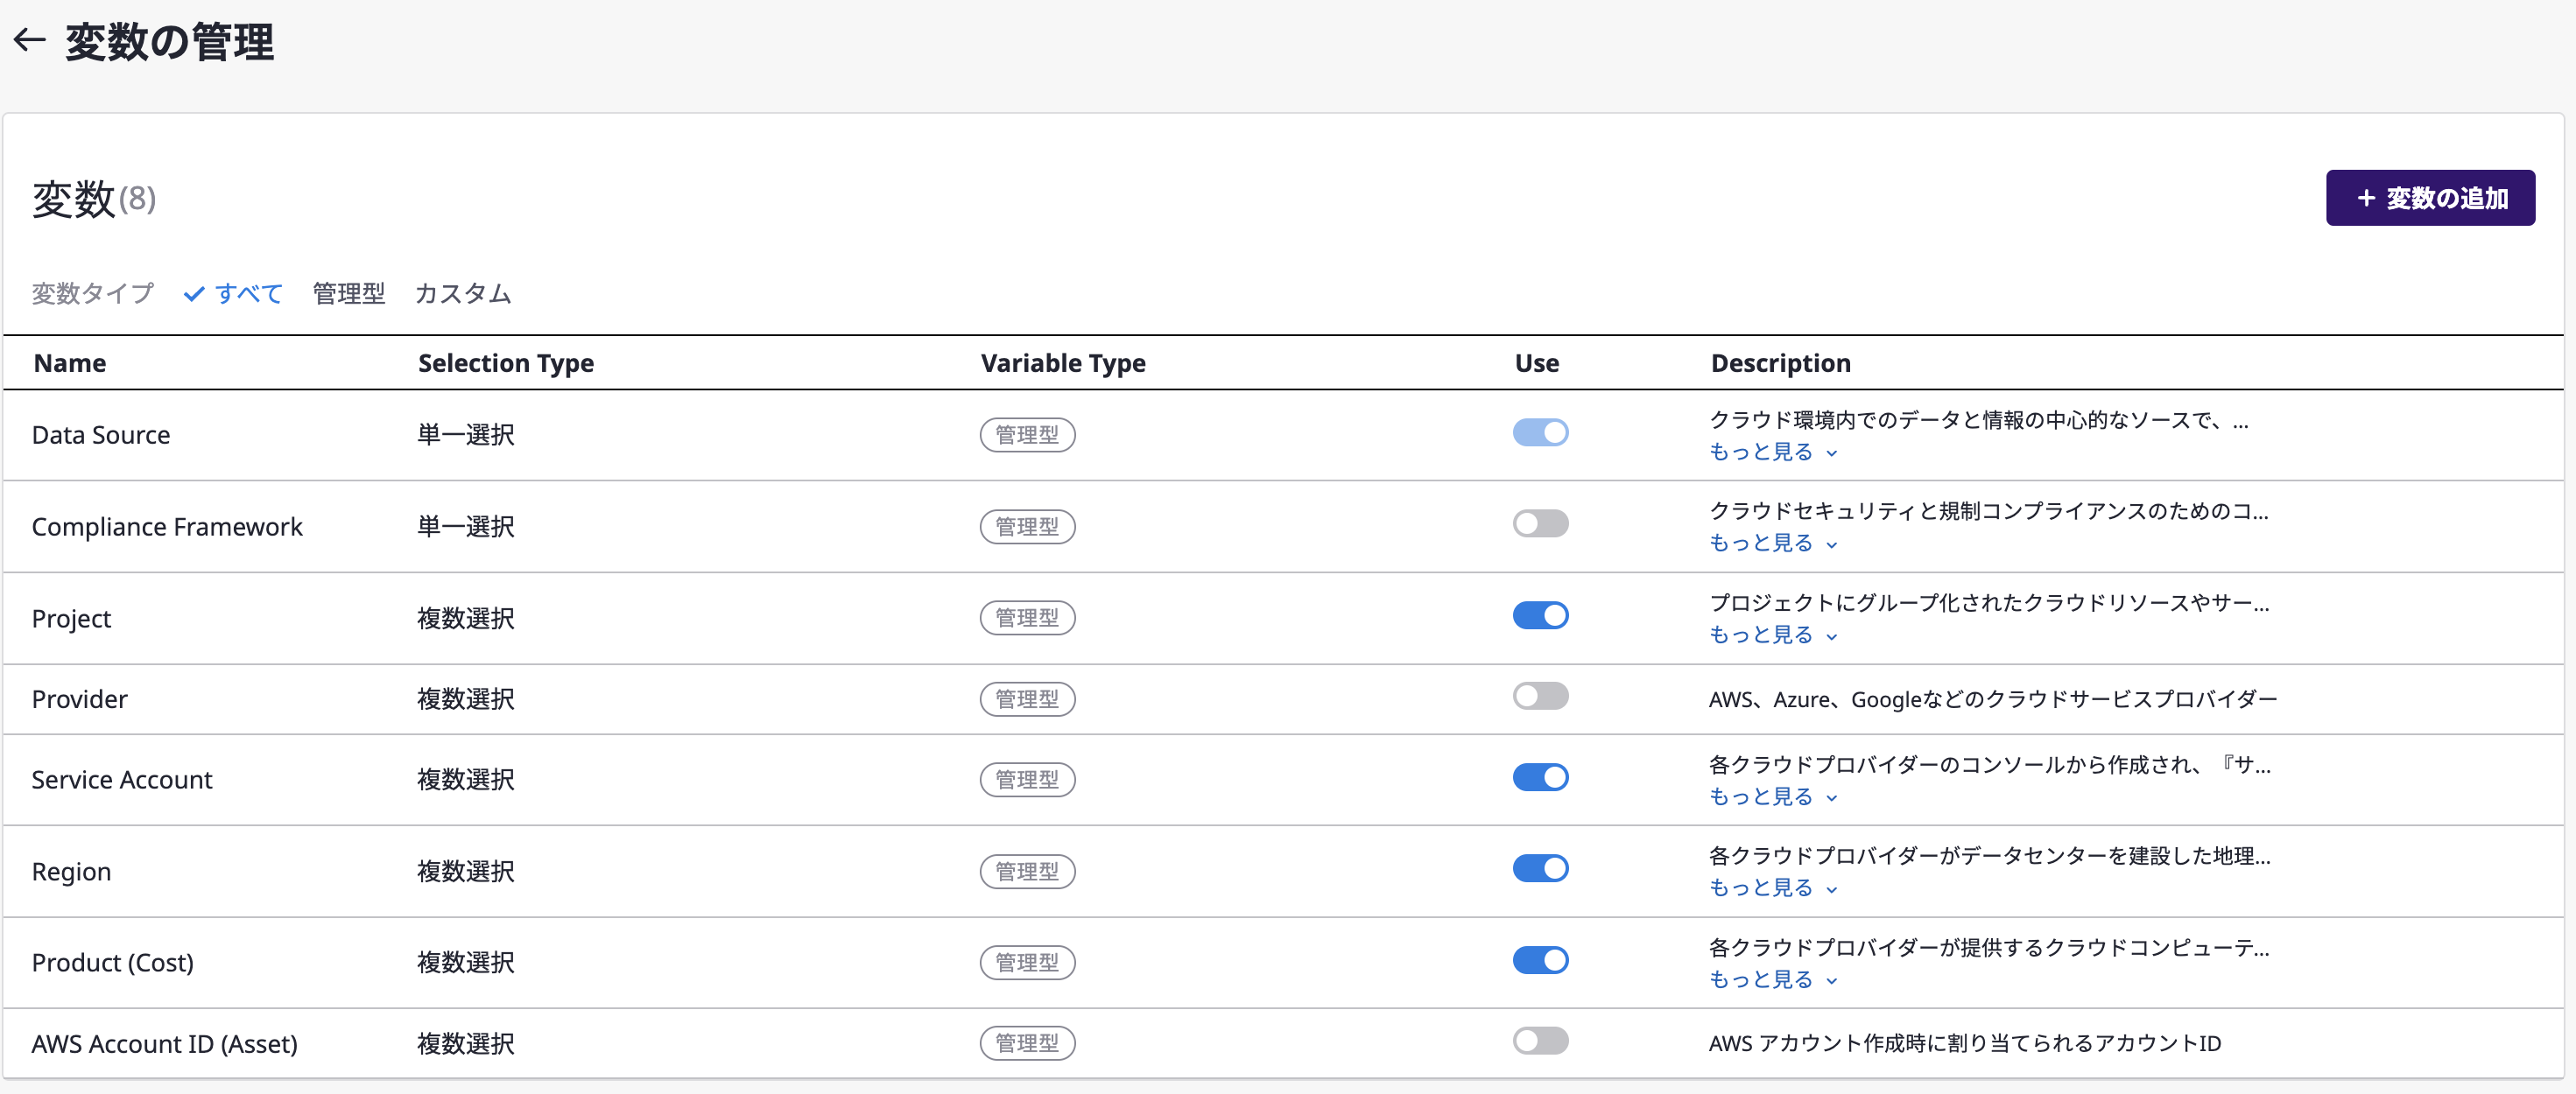 変数の管理
変数(8)
+ 変数の追加
変数タイプ すべて 管理型 カスタム
Name Selection Type Variable Type Use Description
Data Source 単一選択 管理型 クラウド環境内でのデータと情報の中心的なソースで、...
もっと見る
Compliance Framework 単一選択 管理型 クラウドセキュリティと規制コンプライアンスのためのコ...
もっと見る
Project 複数選択 管理型 プロジェクトにグループ化されたクラウドリソースやサー...
もっと見る
Provider 複数選択 管理型 AWS、Azure、Googleなどのクラウドサービスプロバイダー
Service Account 複数選択 管理型 各クラウドプロバイダーのコンソールから作成され、『サ...
もっと見る
Region 複数選択 管理型 各クラウドプロバイダーがデータセンターを建設した地理...
もっと見る
Product (Cost) 複数選択 管理型 各クラウドプロバイダーが提供するクラウドコンピューテ...
もっと見る
AWS Account ID (Asset) 複数選択 管理型 AWS アカウント作成時に割り当てられるアカウントID